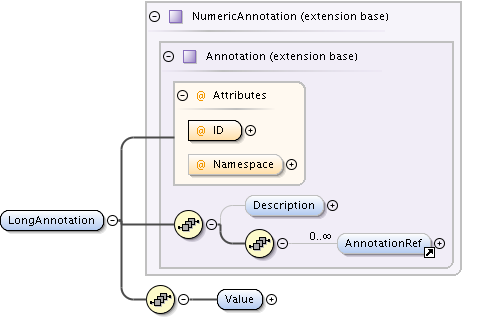 NumericAnnotation (extension base)
Annotation (extension base)
@ Attributes
@ ID
@ Namespace
Description
0..∞
AnnotationRef
LongAnnotation
Value